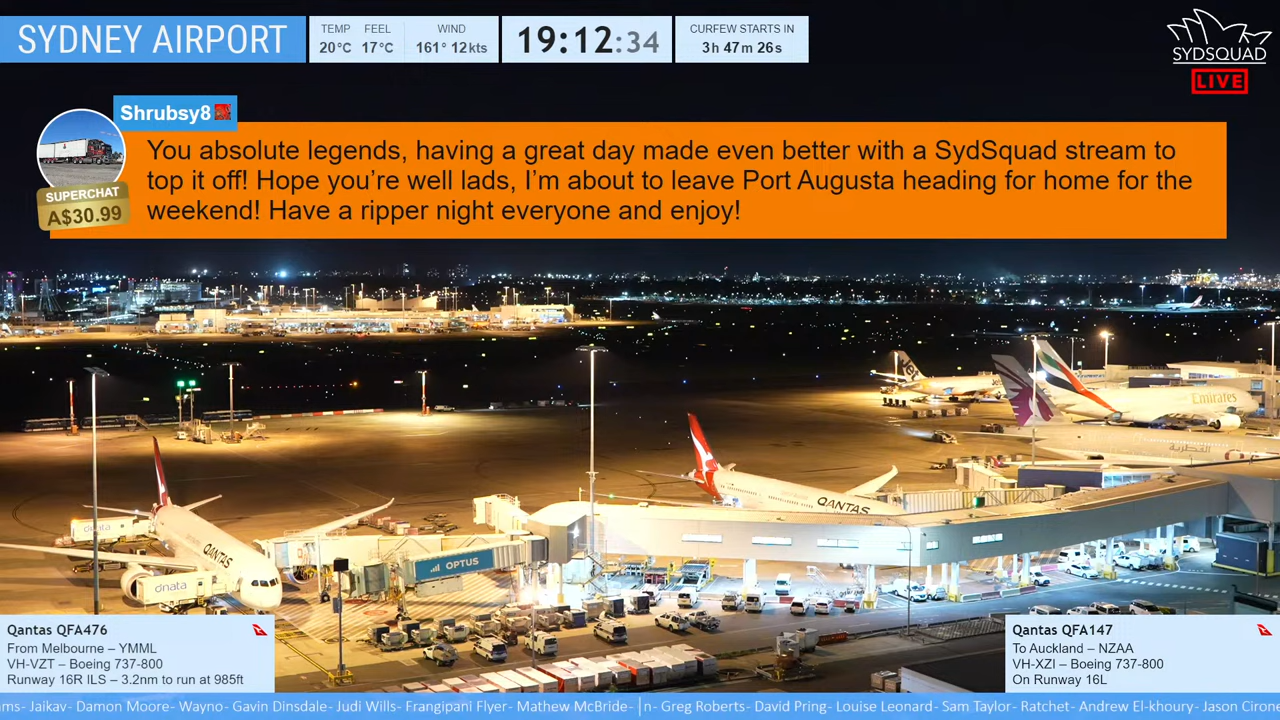 SYDNEY AIRPORT
TEMP FEEL WIND
20°C 17°C 161° 12kts
19:12:34
CURFEW STARTS IN
3h 47m 26s
SYDSQUAD
LIVE
Shrubsy8
You absolute legends, having a great day made even better with a SydSquad stream to
top it off! Hope you're well lads, I'm about to leave Port Augusta heading for home for the
weekend! Have a ripper night everyone and enjoy!
SUPERCHAT
A$30.99
Emirates
QANTAS
QANTAS
dnata
dnata
OPTUS
Qantas QFA476
From Melbourne – YMML
VH-VZT – Boeing 737-800
Runway 16R ILS – 3.2nm to run at 985ft
Qantas QFA147
To Auckland – NZAA
VH-XZI – Boeing 737-800
On Runway 16L
ms- Jaikav- Damon Moore- Wayno- Gavin Dinsdale- Judi Wills- Frangipani Flyer- Mathew McBride- |n- Greg Roberts- David Pring- Louise Leonard- Sam Taylor- Ratchet- Andrew El-khoury- Jason Cirone